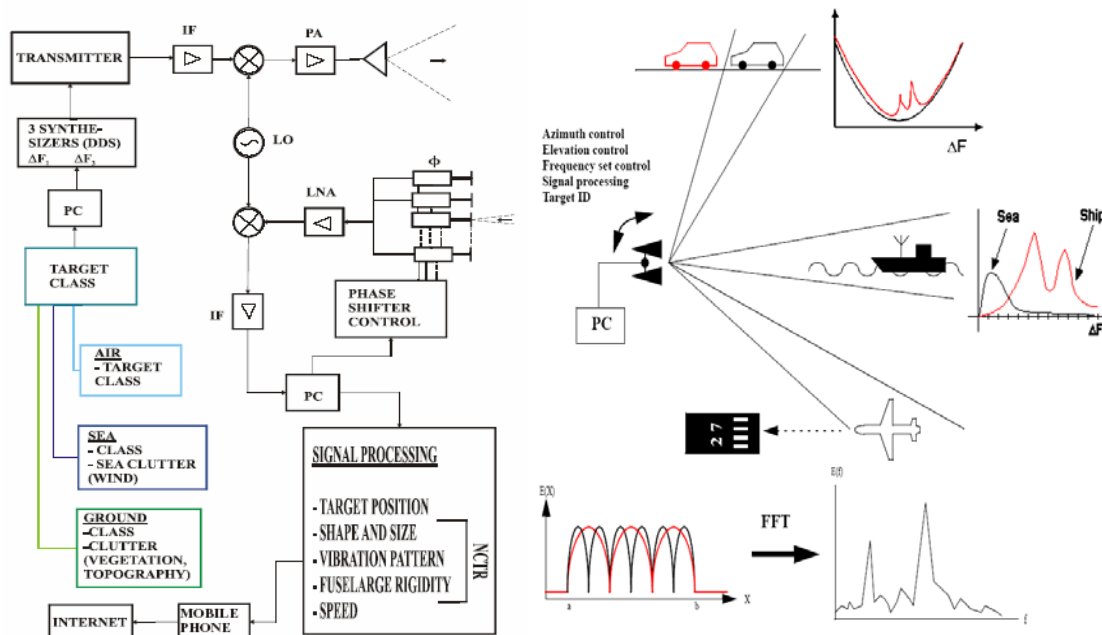 IF
PA
TRANSMITTER
3 SYNTHE-
SIZERS (DDS)
ΔF₁ ΔF₂
LO
Φ
LNA
PC
TARGET
CLASS
IF
PHASE
SHIFTER
CONTROL
AIR
- TARGET
CLASS
PC
SEA
- CLASS
- SEA CLUTTER
(WIND)
GROUND
-CLASS
-CLUTTER
(VEGETATION,
TOPOGRAPHY)
SIGNAL PROCESSING
- TARGET POSITION
- SHAPE AND SIZE
- VIBRATION PATTERN
- FUSELARGE RIGIDITY
- SPEED
NCTR
INTERNET
MOBILE
PHONE
ΔF
Azimuth control
Elevation control
Frequency set control
Signal processing
Target ID
PC
Sea
Ship
ΔF
27
E(X)
a
b
X
FFT
E(f)
f